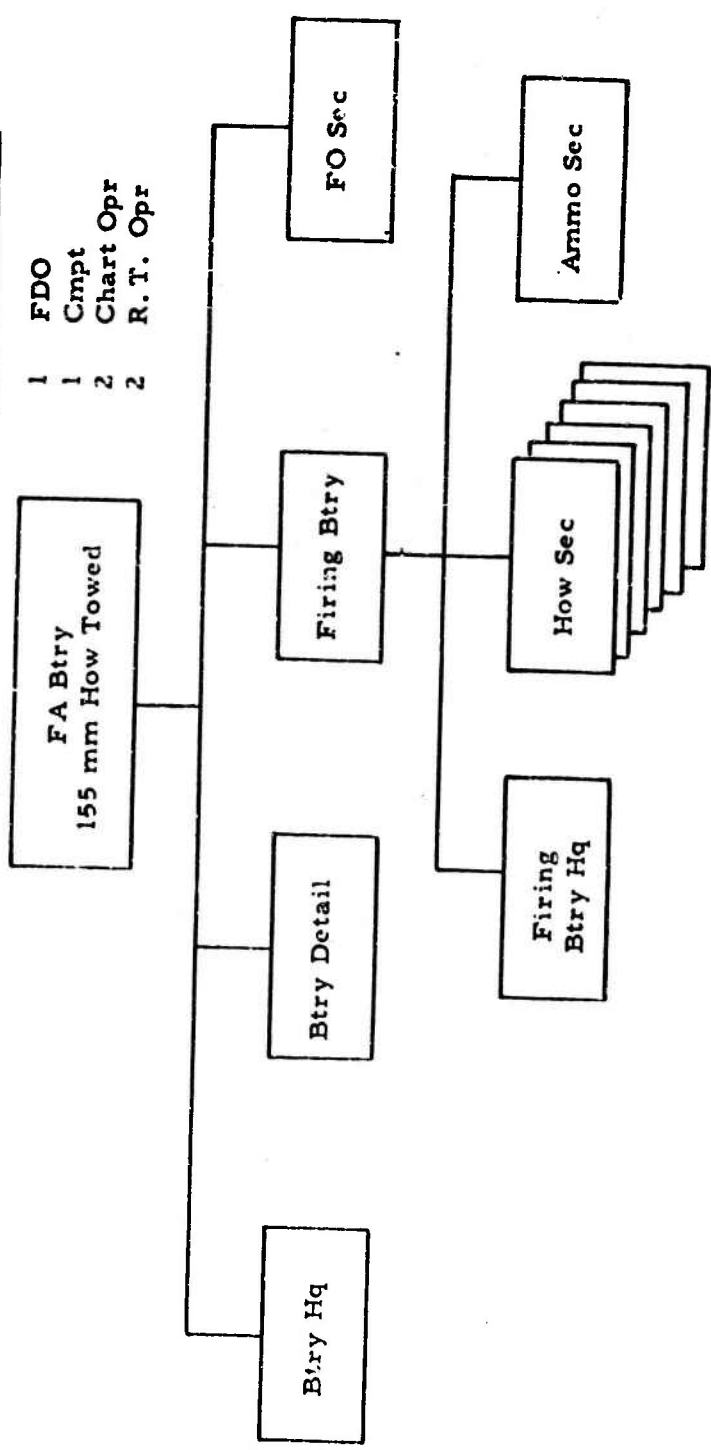 FA Btry
155 mm How Towed
1 FDO
1 Cmpt
2 Chart Opr
2 R. T. Opr
Btry Hq
Btry Detail
Firing Btry
FO Sec
Firing
Btry Hq
How Sec
Ammo Sec